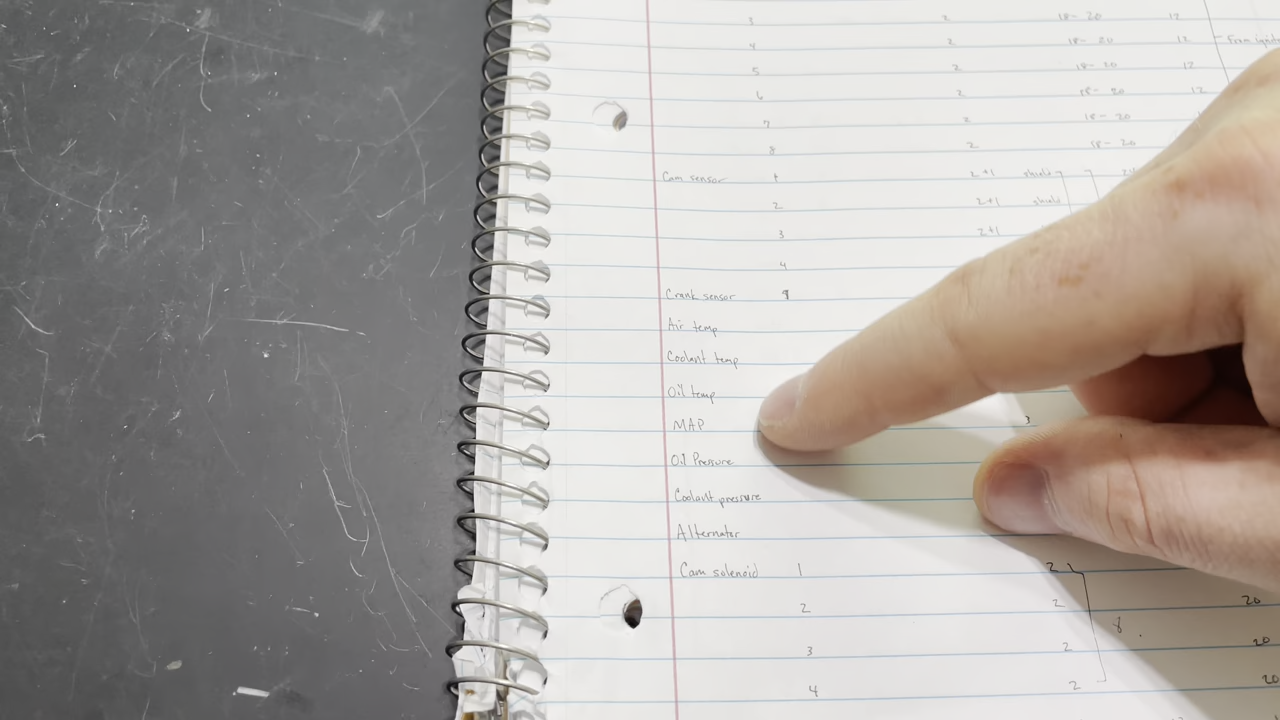 3 2 18-20 12
4 2 18-20 12 From
5 2 18-20 12
6 2 18-20 12
7 2 18-20
8 2 18-20
Cam sensor 1 2+1 shield
2 2+1 shield
3 2+1
4
Crank sensor 1
Air temp
Coolant temp
Oil temp
MAP 3
Oil Pressure
Coolant pressure
Alternator
Cam solenoid 1 2
2 2 8 20
3 2 20
4 2 20